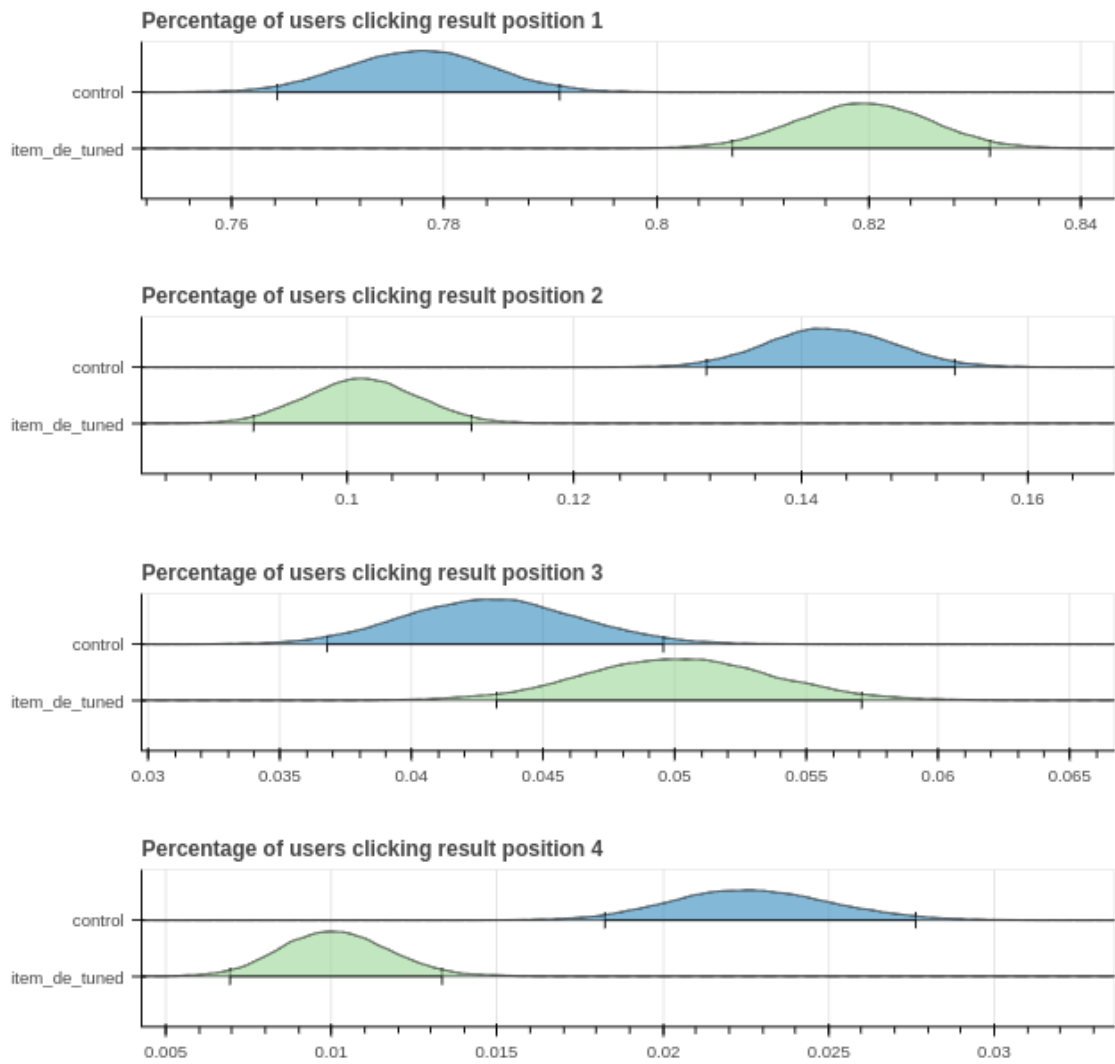 Percentage of users clicking result position 1
control
item_de_tuned
0.76 0.78 0.8 0.82 0.84
Percentage of users clicking result position 2
control
item_de_tuned
0.1 0.12 0.14 0.16
Percentage of users clicking result position 3
control
item_de_tuned
0.03 0.035 0.04 0.045 0.05 0.055 0.06 0.065
Percentage of users clicking result position 4
control
item_de_tuned
0.005 0.01 0.015 0.02 0.025 0.03